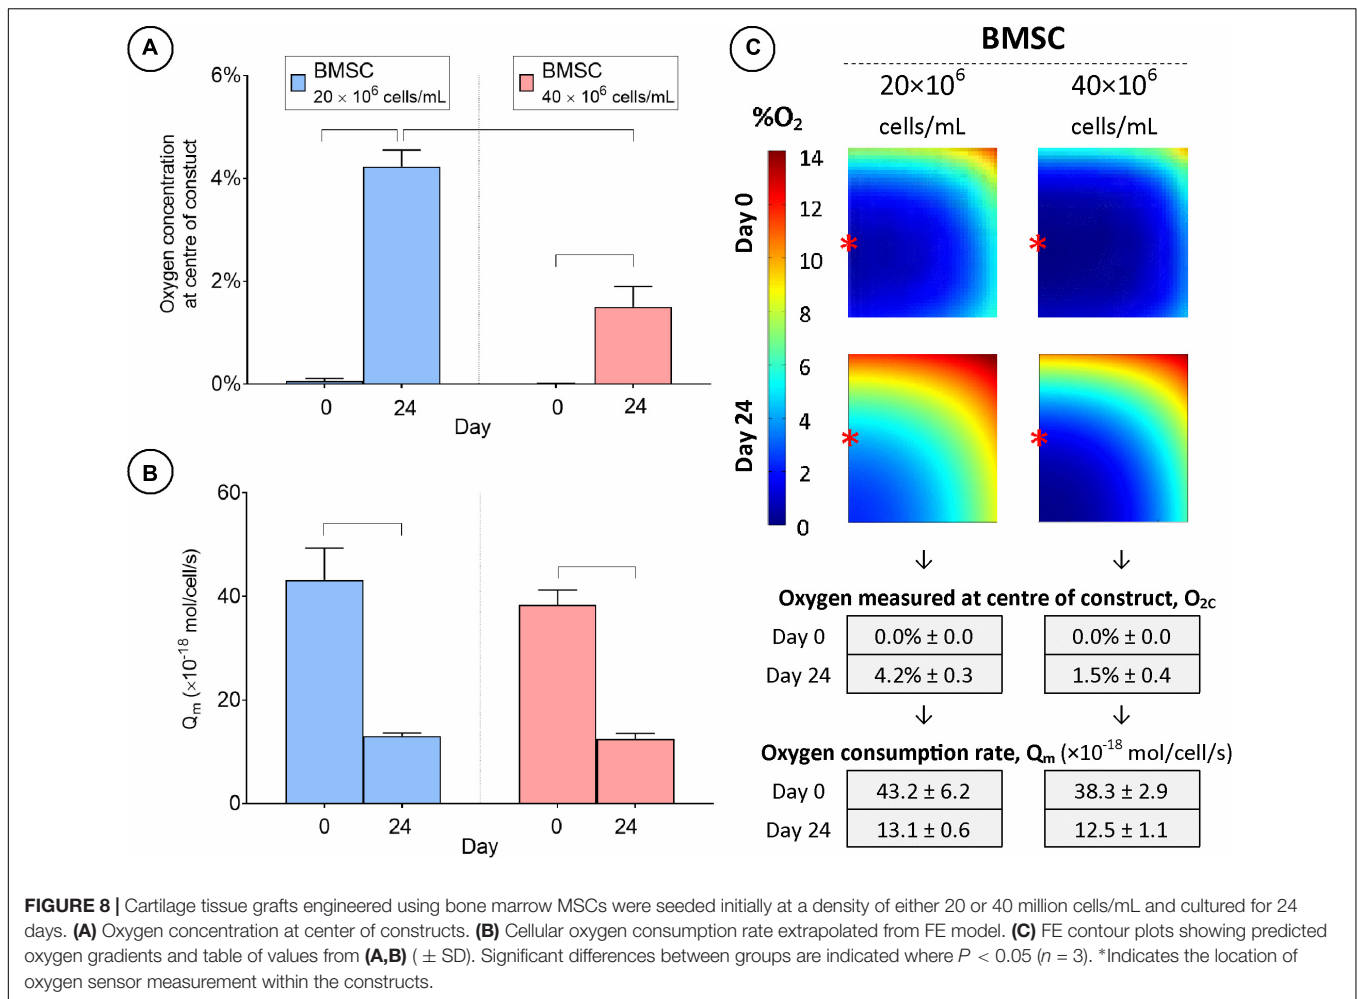 A
6%
4%
2%
0%
Oxygen concentration
at centre of constuct
BMSC
20 × 10⁶ cells/mL
BMSC
40 × 10⁶ cells/mL
0
24
0
24
Day
B
60
40
20
0
Qₘ (×10⁻¹⁸ mol/cell/s)
0
24
0
24
Day
C
BMSC
20×10⁶
cells/mL
40×10⁶
cells/mL
%O₂
14
12
10
8
6
4
2
0
Day 0
*
*
Day 24
*
*
↓ ↓
Oxygen measured at centre of construct, O₂C
Day 0 0.0% ± 0.0 0.0% ± 0.0
Day 24 4.2% ± 0.3 1.5% ± 0.4
↓ ↓
Oxygen consumption rate, Qₘ (×10⁻¹⁸ mol/cell/s)
Day 0 43.2 ± 6.2 38.3 ± 2.9
Day 24 13.1 ± 0.6 12.5 ± 1.1
FIGURE 8 | Cartilage tissue grafts engineered using bone marrow MSCs were seeded initially at a density of either 20 or 40 million cells/mL and cultured for 24
days. (A) Oxygen concentration at center of constructs. (B) Cellular oxygen consumption rate extrapolated from FE model. (C) FE contour plots showing predicted
oxygen gradients and table of values from (A,B) ( ± SD). Significant differences between groups are indicated where P < 0.05 (n = 3). *Indicates the location of
oxygen sensor measurement within the constructs.